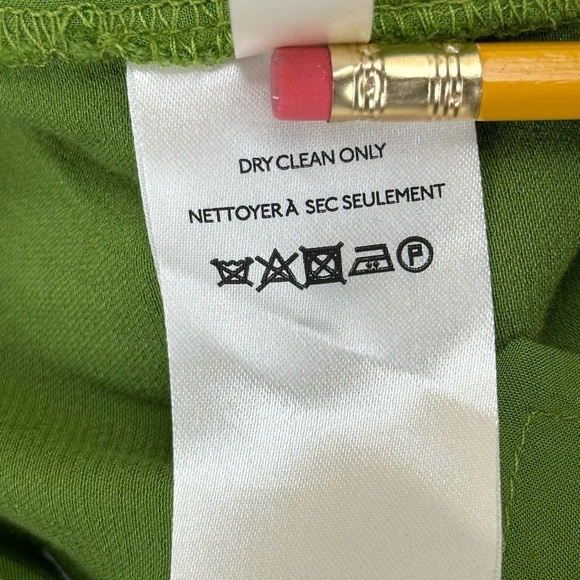 DRY CLEAN ONLY
NETTOYER À SEC SEULEMENT
P